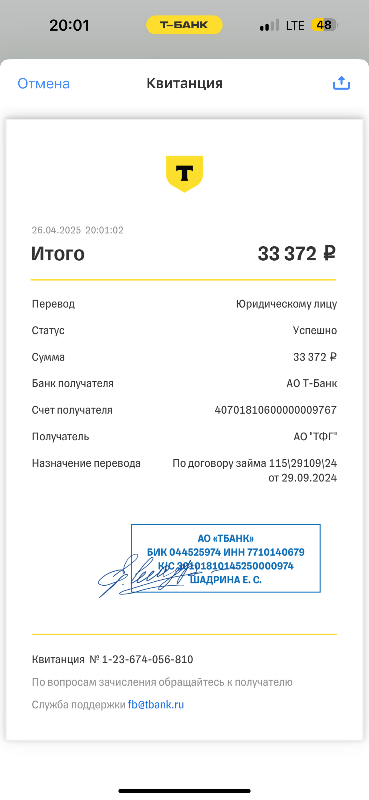 20:01 Т-БАНК LTE 48
Отмена Квитанция
Т
26.04.2025 20:01:02
Итого 33 372 ₽
Перевод Юридическому лицу
Статус Успешно
Сумма 33 372 ₽
Банк получателя АО Т-Банк
Счет получателя 40701810600000009767
Получатель АО "ТФГ"
Назначение перевода По договору займа 115\29109\24
от 29.09.2024
АО «ТБАНК»
БИК 044525974 ИНН 7710140679
К/С 30101810145250000974
ШАДРИНА Е. С.
Квитанция № 1-23-674-056-810
По вопросам зачисления обращайтесь к получателю
Служба поддержки fb@tbank.ru